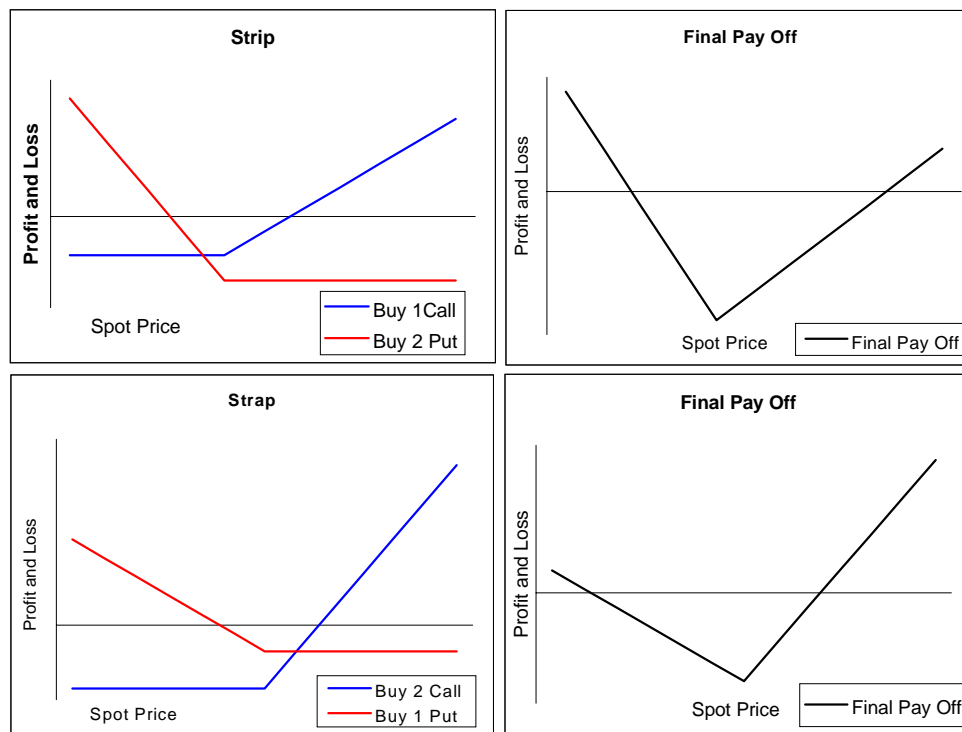 Strip
Profit and Loss
Spot Price
Buy 1Call
Buy 2 Put
Final Pay Off
Profit and Loss
Spot Price
Final Pay Off
Strap
Profit and Loss
Spot Price
Buy 2 Call
Buy 1 Put
Final Pay Off
Profit and Loss
Spot Price
Final Pay Off